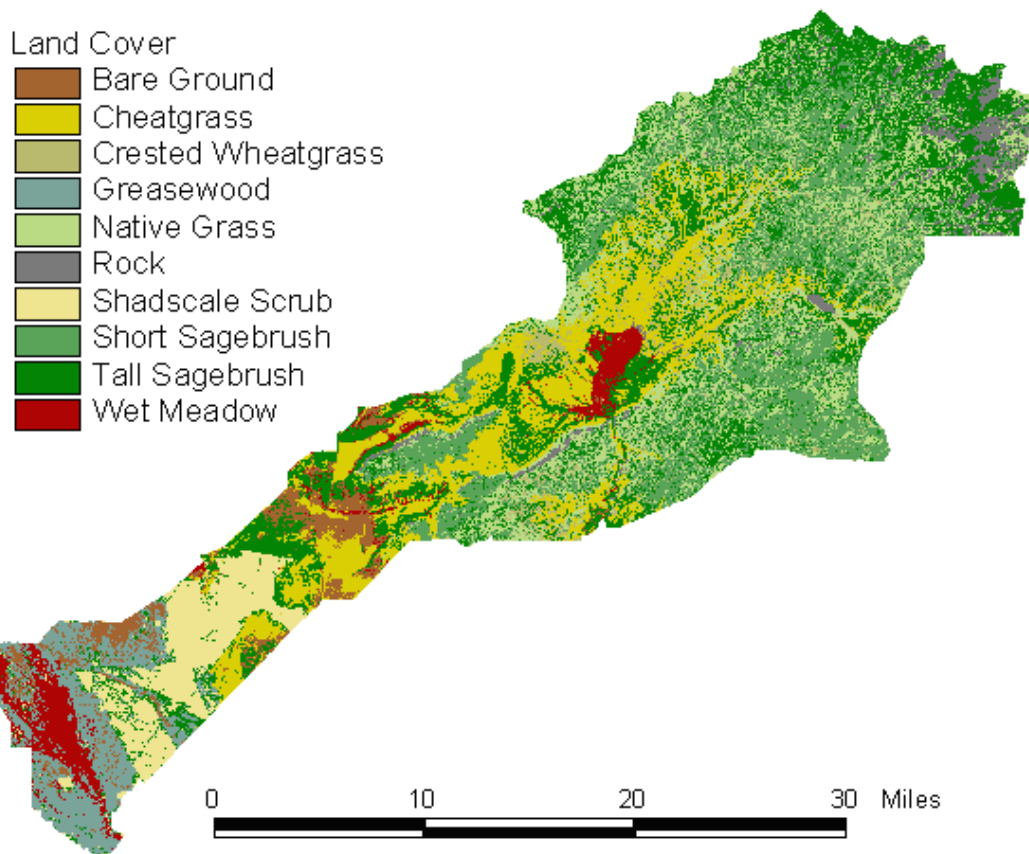 Land Cover
Bare Ground
Cheatgrass
Crested Wheatgrass
Greasewood
Native Grass
Rock
Shadscale Scrub
Short Sagebrush
Tall Sagebrush
Wet Meadow
0 10 20 30 Miles